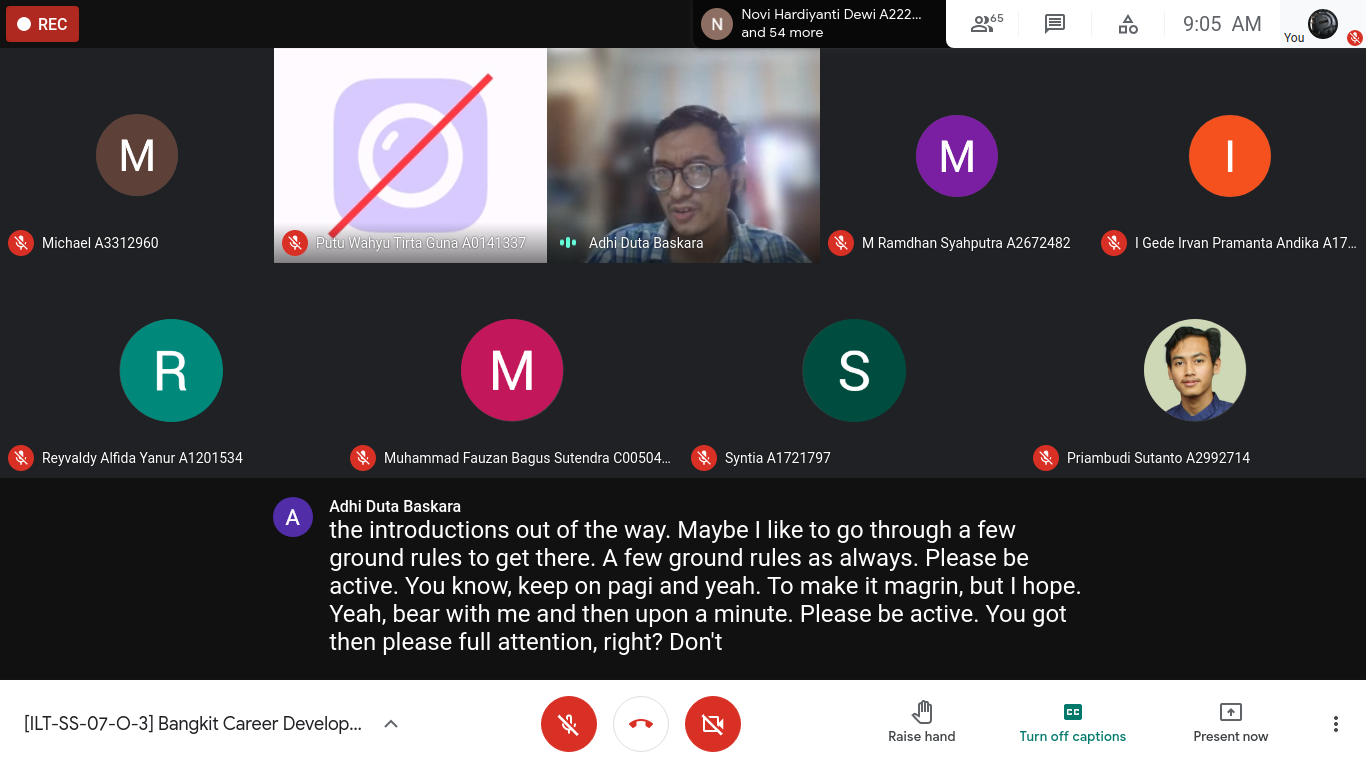 REC
N
Novi Hardiyanti Dewi A222...
and 54 more
65
9:05 AM
You
M
M
I
Michael A3312960
Putu Wahyu Tirta Guna A0141337
Adhi Duta Baskara
M Ramdhan Syahputra A2672482
I Gede Irvan Pramanta Andika A17...
R
M
S
Reyvaldy Alfida Yanur A1201534
Muhammad Fauzan Bagus Sutendra C00504...
Syntia A1721797
Priambudi Sutanto A2992714
A
Adhi Duta Baskara
the introductions out of the way. Maybe I like to go through a few
ground rules to get there. A few ground rules as always. Please be
active. You know, keep on pagi and yeah. To make it magrin, but I hope.
Yeah, bear with me and then upon a minute. Please be active. You got
then please full attention, right? Don't
[ILT-SS-07-O-3] Bangkit Career Develop...
Raise hand
CC
Turn off captions
Present now